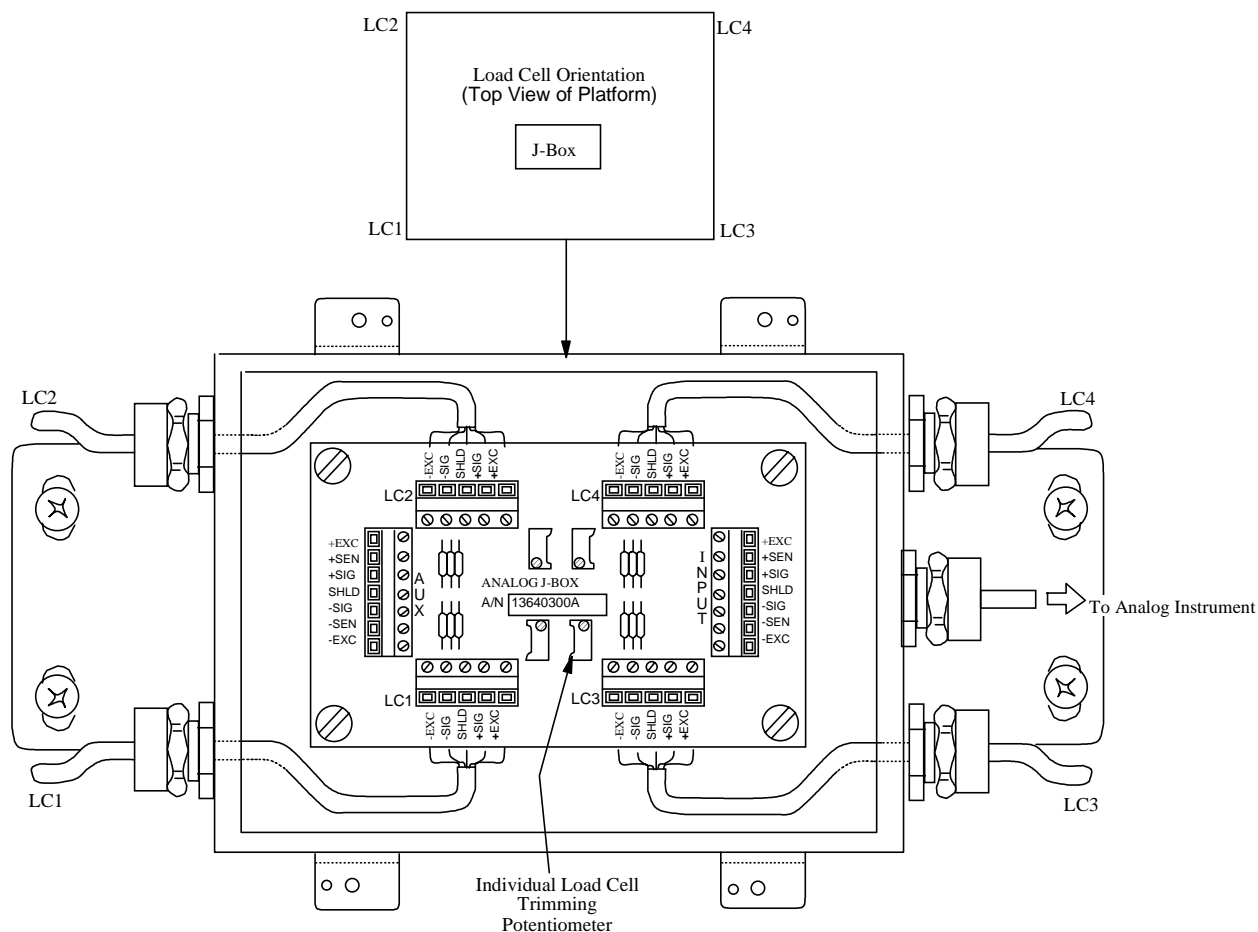 LC2
LC4
Load Cell Orientation
(Top View of Platform)
J-Box
LC1
LC3
LC2
LC4
-EXC
-SIG
SHLD
+SIG
+EXC
-EXC
-SIG
SHLD
+SIG
+EXC
LC2
LC4
+EXC
+SEN
+SIG
SHLD
-SIG
-SEN
-EXC
AUX
ANALOG J-BOX
A/N 13640300A
INPUT
+EXC
+SEN
+SIG
SHLD
-SIG
-SEN
-EXC
To Analog Instrument
LC1
LC3
-EXC
-SIG
SHLD
+SIG
+EXC
-EXC
-SIG
SHLD
+SIG
+EXC
LC1
LC3
Individual Load Cell
Trimming
Potentiometer